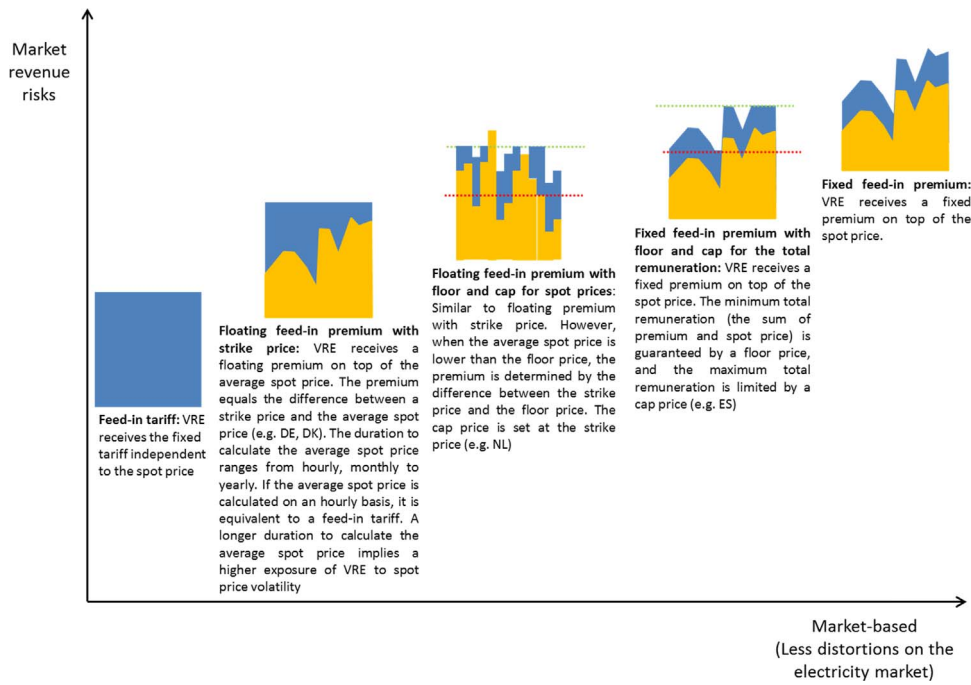 Market
revenue
risks
Feed-in tariff: VRE
receives the fixed
tariff independent
to the spot price
Floating feed-in premium with
strike price: VRE receives a
floating premium on top of the
average spot price. The premium
equals the difference between a
strike price and the average spot
price (e.g. DE, DK). The duration to
calculate the average spot price
ranges from hourly, monthly to
yearly. If the average spot price is
calculated on an hourly basis, it is
equivalent to a feed-in tariff. A
longer duration to calculate the
average spot price implies a
higher exposure of VRE to spot
price volatility
Floating feed-in premium with
floor and cap for spot prices:
Similar to floating premium
with strike price. However,
when the average spot price is
lower than the floor price, the
premium is determined by the
difference between the strike
price and the floor price. The
cap price is set at the strike
price (e.g. NL)
Fixed feed-in premium with
floor and cap for the total
remuneration: VRE receives a
fixed premium on top of the
spot price. The minimum total
remuneration (the sum of
premium and spot price) is
guaranteed by a floor price,
and the maximum total
remuneration is limited by a
cap price (e.g. ES)
Fixed feed-in premium:
VRE receives a fixed
premium on top of the
spot price.
Market-based
(Less distortions on the
electricity market)